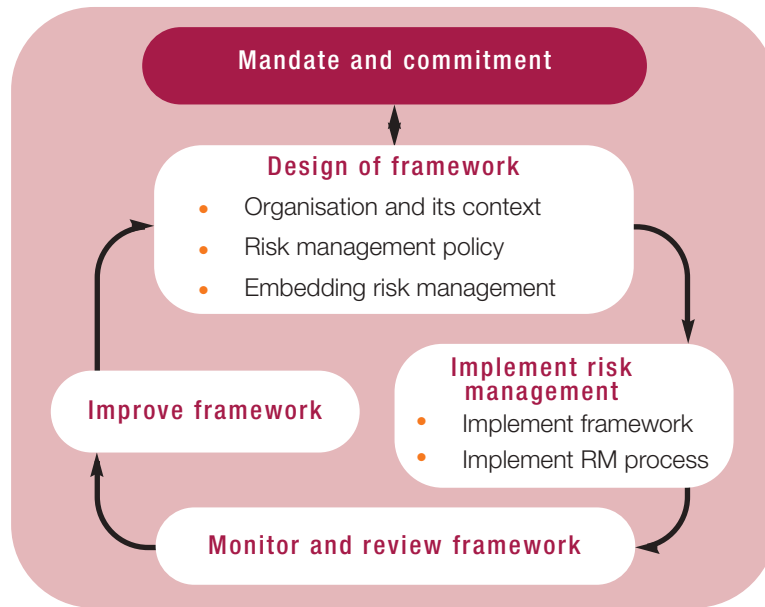 Mandate and commitment
Design of framework
• Organisation and its context
• Risk management policy
• Embedding risk management
Implement risk
management
• Implement framework
• Implement RM process
Improve framework
Monitor and review framework